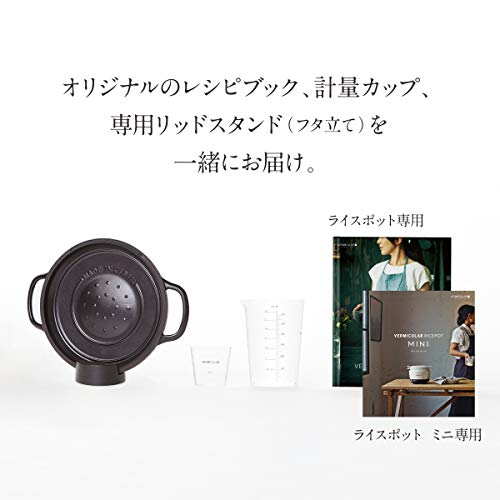 オリジナルのレシピブック、計量カップ、
専用リッドスタンド（フタ立て）を
一緒にお届け。
ライスポット専用
VERMICULAR
VERMICULAR RICEPOT
MINI
ライスポット ミニ専用